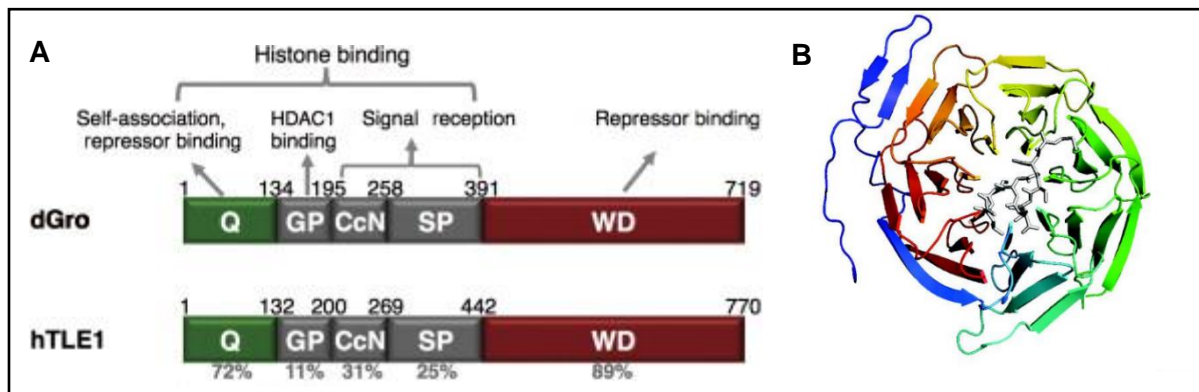 A
B
Histone binding
Self-association,
repressor binding
HDAC1
binding
Signal reception
Repressor binding
1 134 195 258 391 719
dGro Q GP CcN SP WD
1 132 200 269 442 770
hTLE1 Q GP CcN SP WD
72% 11% 31% 25% 89%